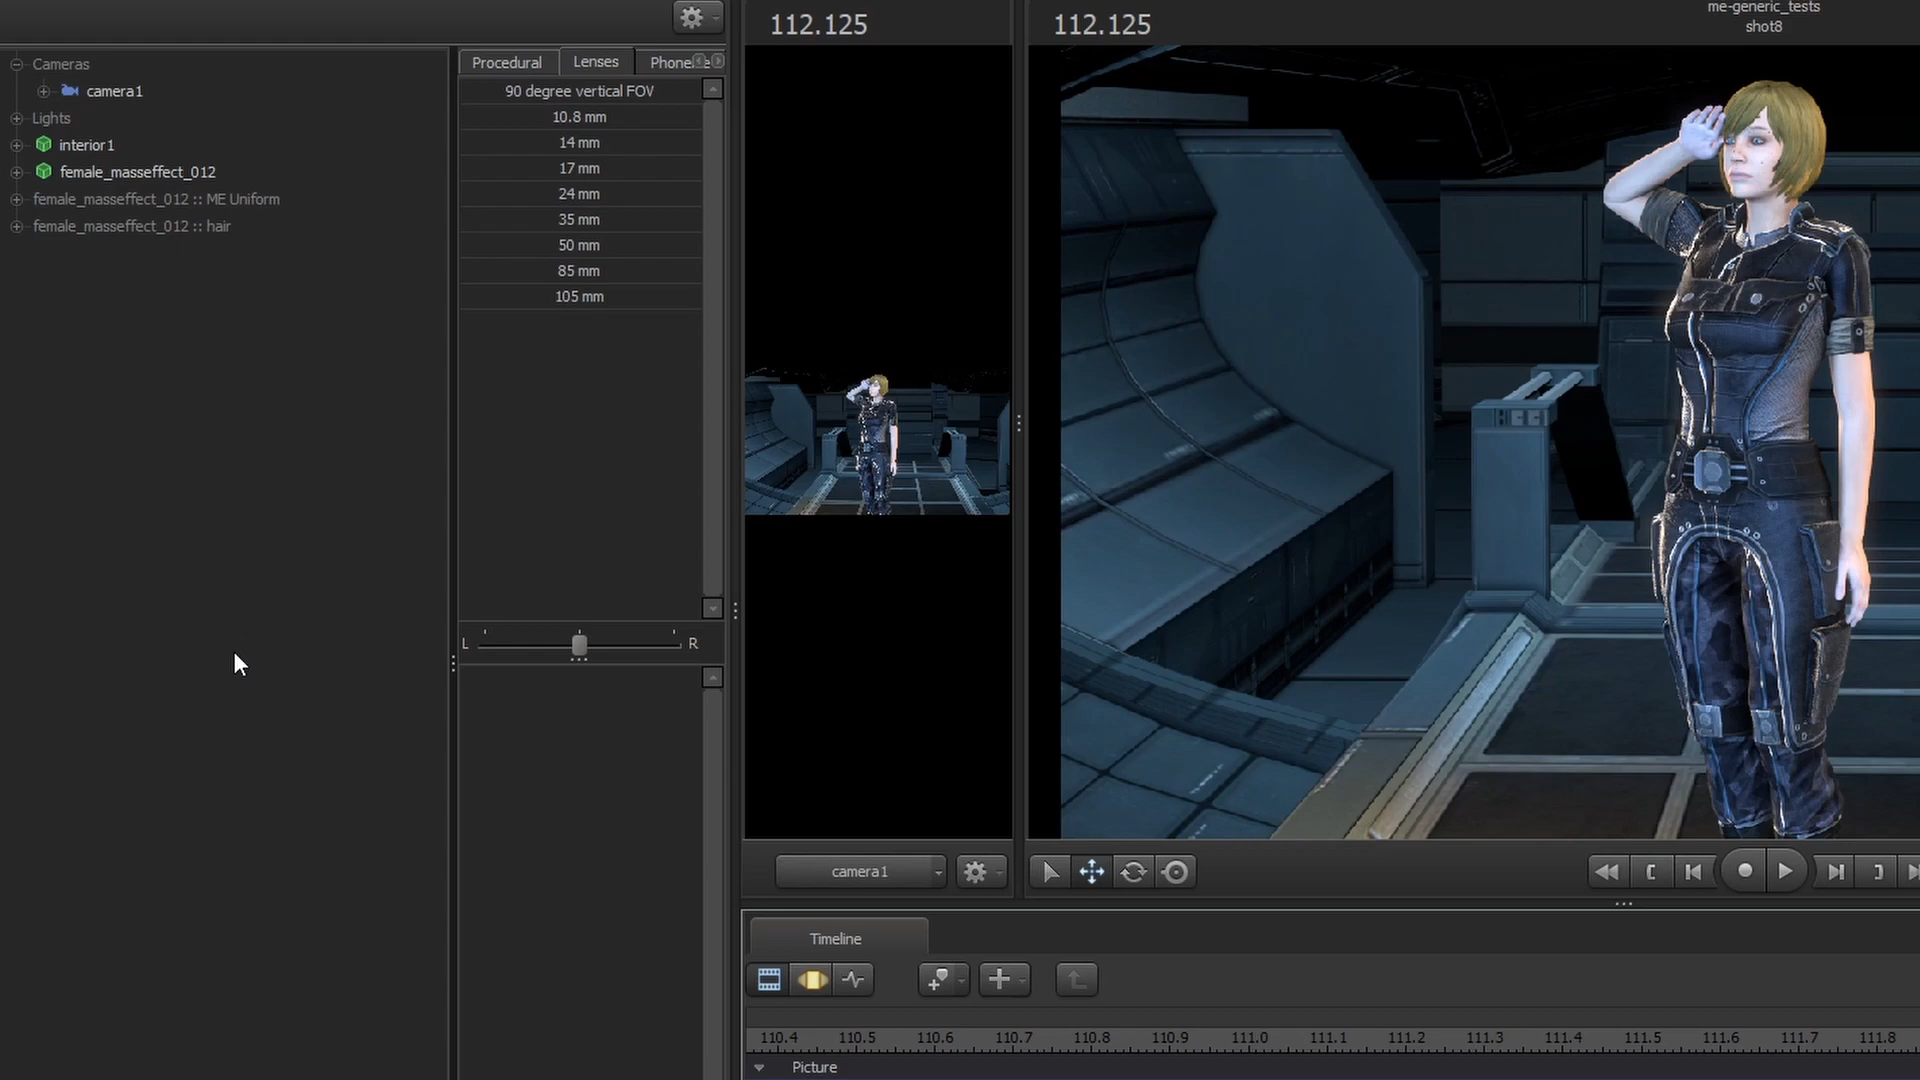 112.125
112.125
me-generic_tests
shot8
Cameras
camera1
Lights
interior1
female_masseffect_012
female_masseffect_012 :: ME Uniform
female_masseffect_012 :: hair
Procedural
Lenses
90 degree vertical FOV
10.8 mm
14 mm
17 mm
24 mm
35 mm
50 mm
85 mm
105 mm
L
R
camera1
Timeline
110.4 110.5 110.6 110.7 110.8 110.9 111.0 111.1 111.2 111.3 111.4 111.5 111.6 111.7 111.8
Picture